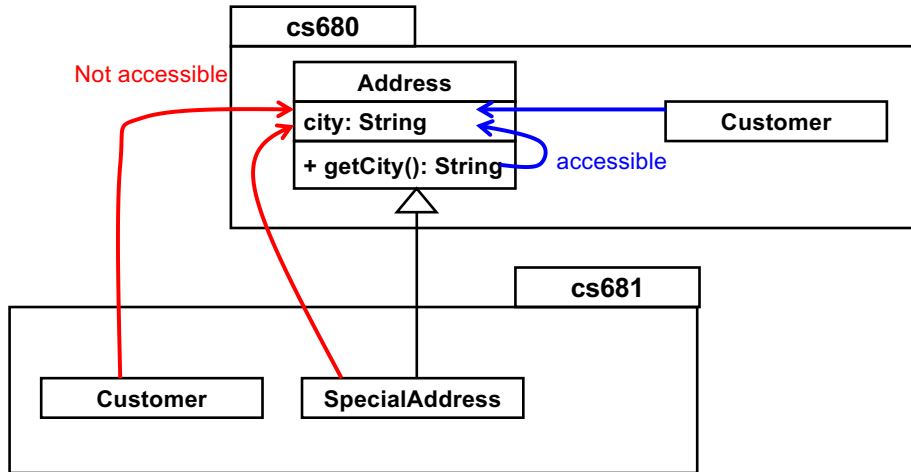 cs680
Not accessible
Address
city: String
Customer
+ getCity(): String
accessible
cs681
Customer
SpecialAddress